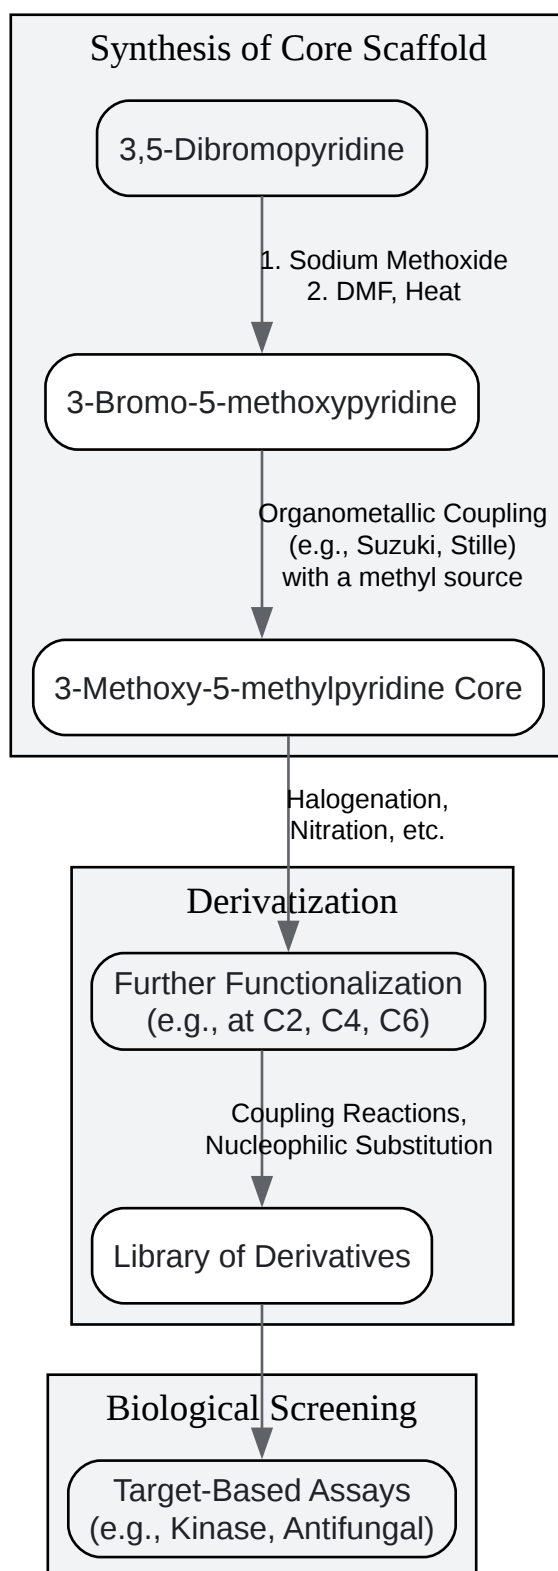 Synthesis of Core Scaffold
3,5-Dibromopyridine
1. Sodium Methoxide
2. DMF, Heat
3-Bromo-5-methoxypyridine
Organometallic Coupling
(e.g., Suzuki, Stille)
with a methyl source
3-Methoxy-5-methylpyridine Core
Halogenation,
Nitration, etc.
Derivatization
Further Functionalization
(e.g., at C2, C4, C6)
Coupling Reactions,
Nucleophilic Substitution
Library of Derivatives
Biological Screening
Target-Based Assays
(e.g., Kinase, Antifungal)